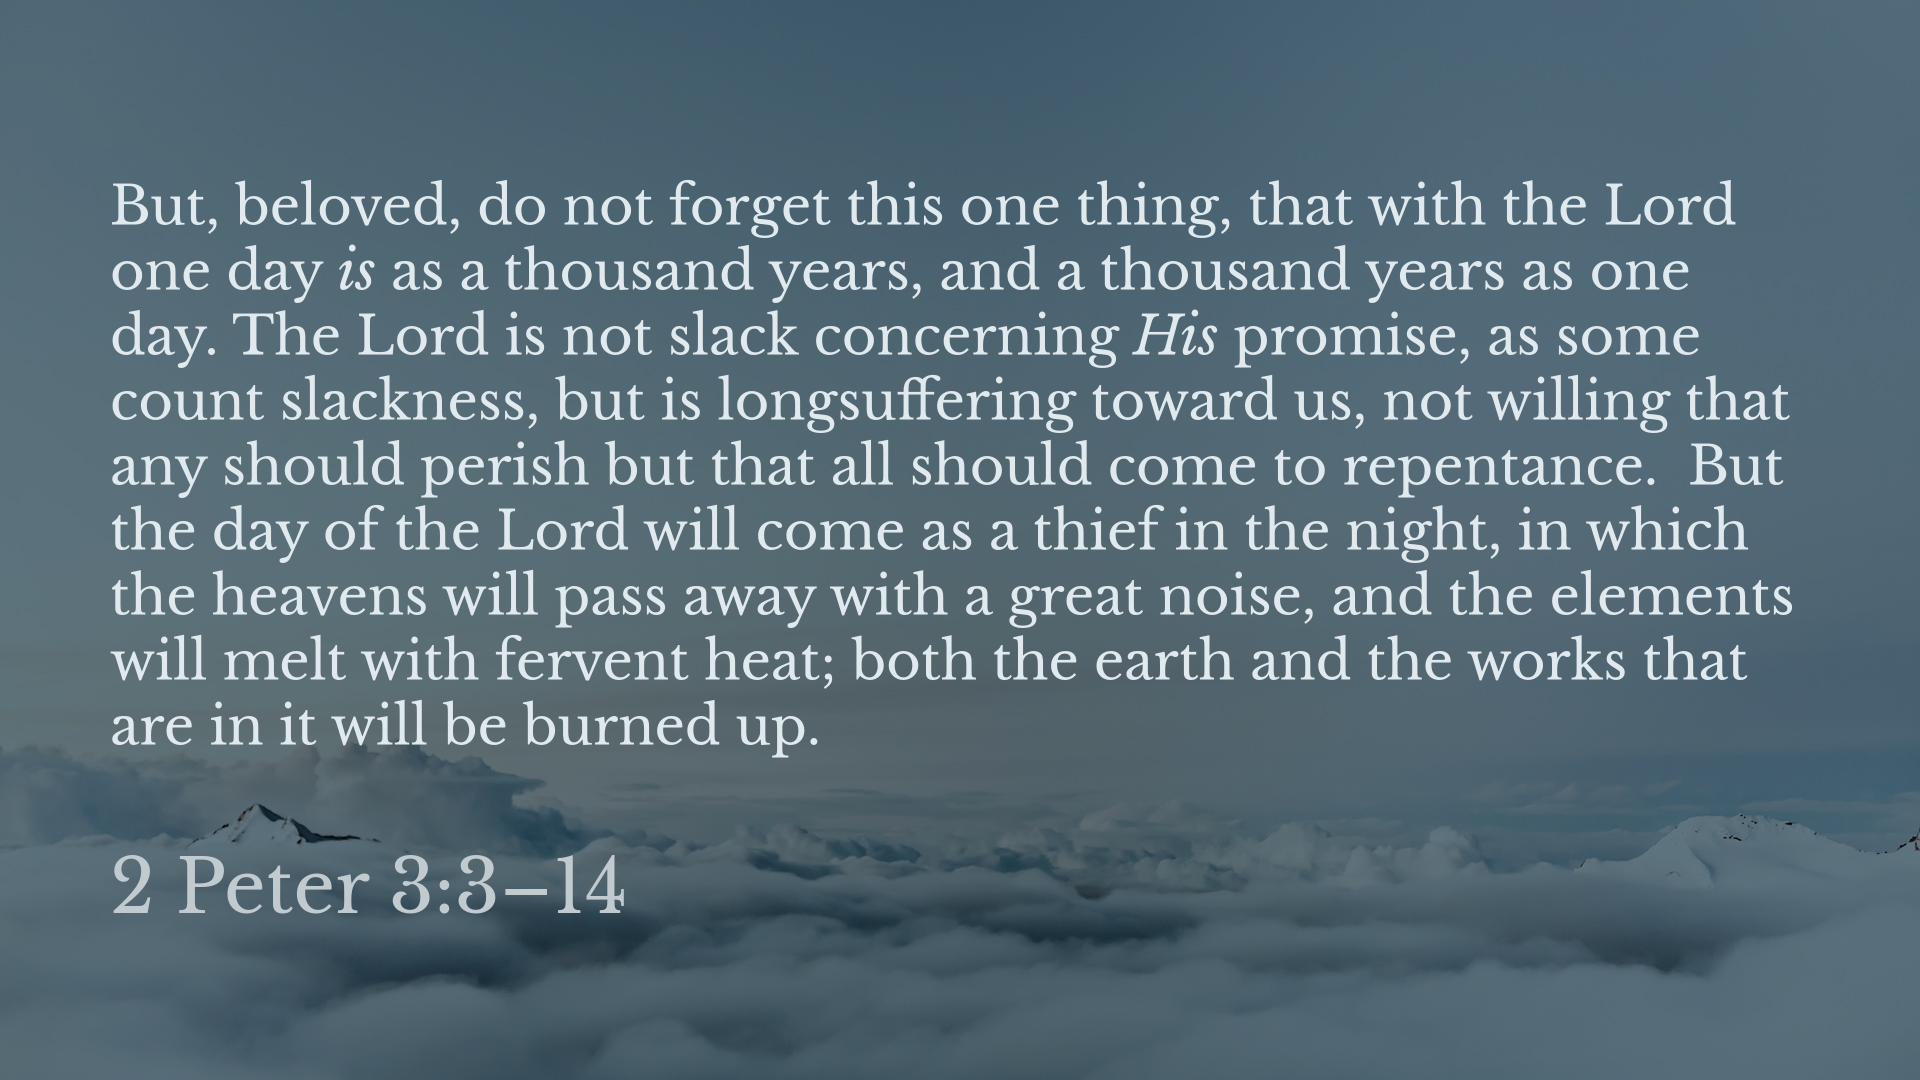 But, beloved, do not forget this one thing, that with the Lord
one day is as a thousand years, and a thousand years as one
day. The Lord is not slack concerning His promise, as some
count slackness, but is longsuffering toward us, not willing that
any should perish but that all should come to repentance.  But
the day of the Lord will come as a thief in the night, in which
the heavens will pass away with a great noise, and the elements
will melt with fervent heat; both the earth and the works that
are in it will be burned up.
2 Peter 3:3–14